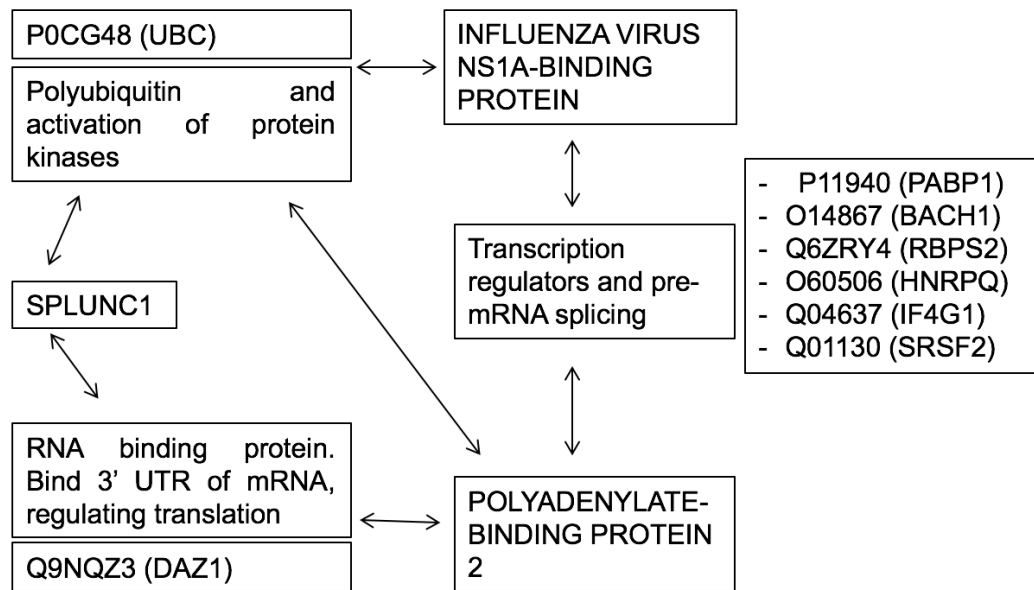 P0CG48 (UBC)
Polyubiquitin and
activation of protein
kinases
INFLUENZA VIRUS
NS1A-BINDING
PROTEIN
- P11940 (PABP1)
- O14867 (BACH1)
- Q6ZRY4 (RBPS2)
- O60506 (HNRPQ)
- Q04637 (IF4G1)
- Q01130 (SRSF2)
Transcription
regulators and pre-
mRNA splicing
SPLUNC1
RNA binding protein.
Bind 3’ UTR of mRNA,
regulating translation
Q9NQZ3 (DAZ1)
POLYADENYLATE-
BINDING PROTEIN
2